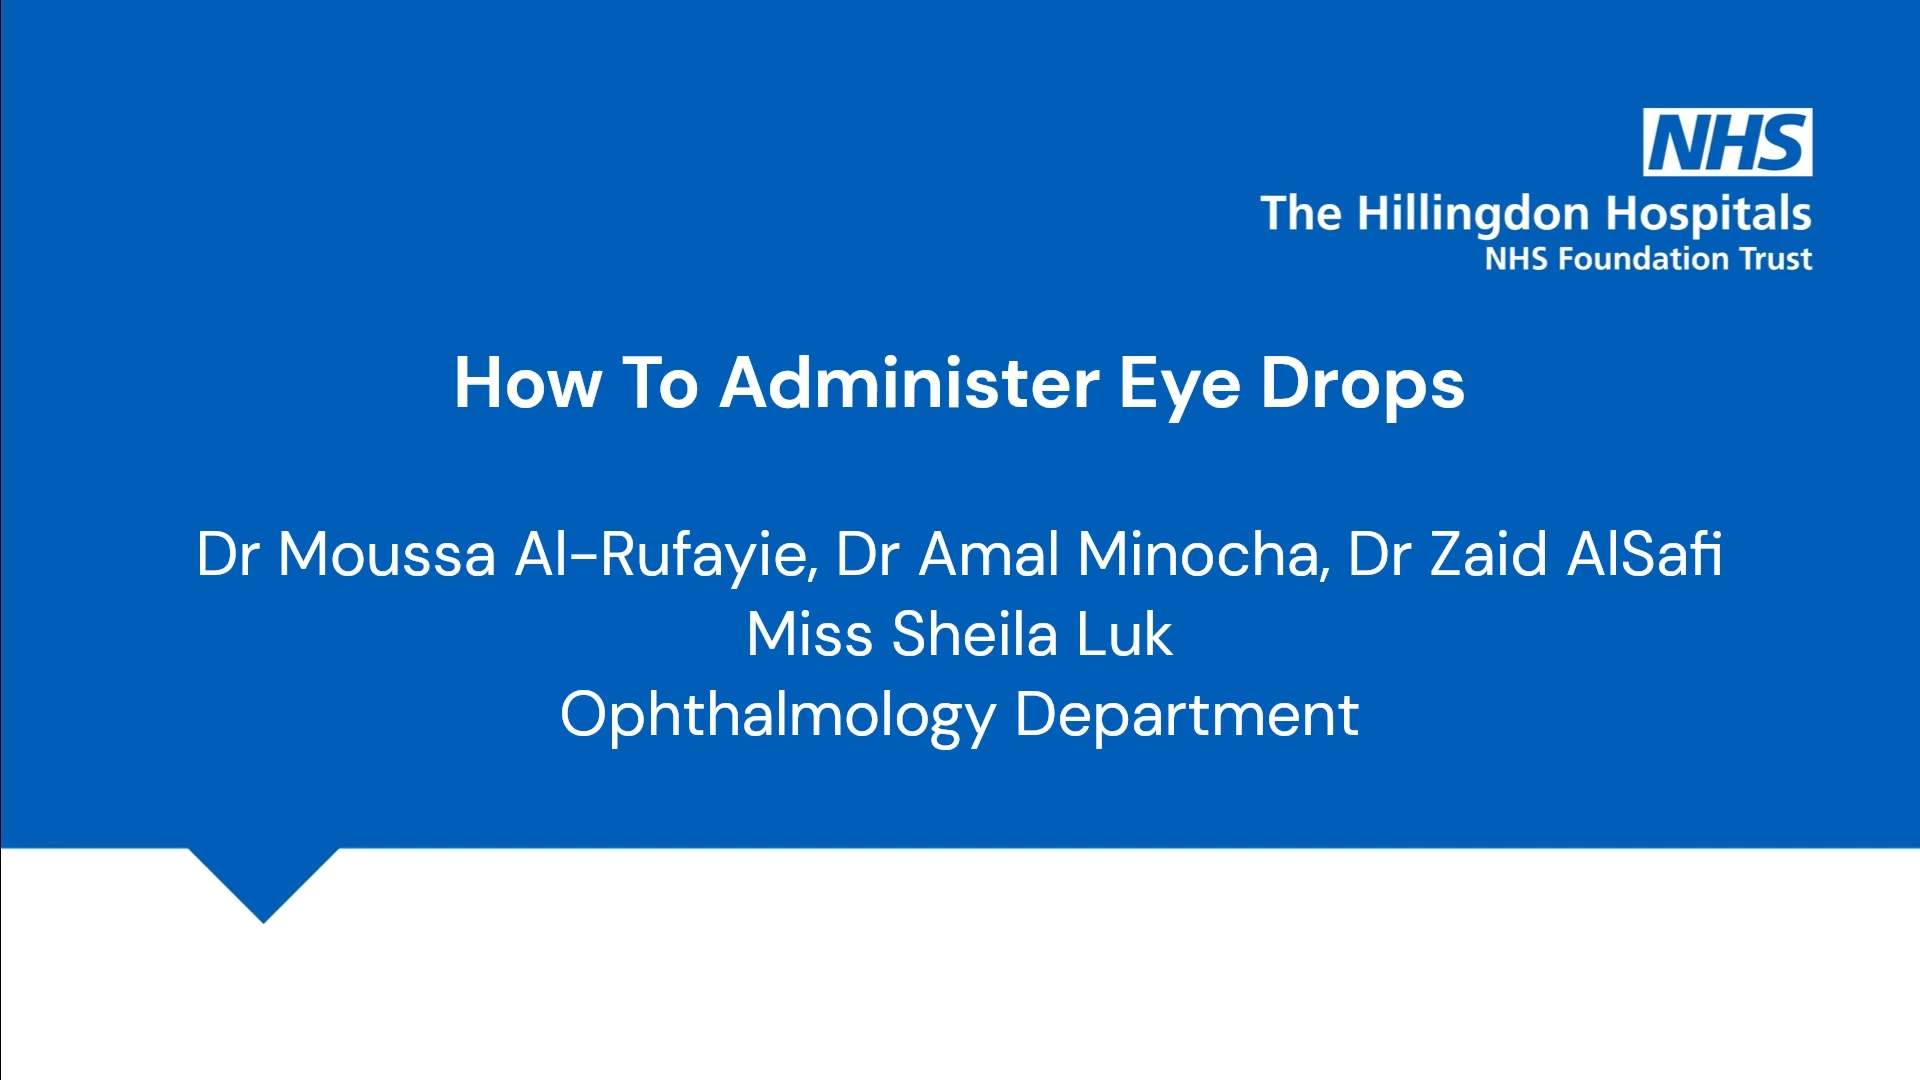 NHS
The Hillingdon Hospitals
NHS Foundation Trust
How To Administer Eye Drops
Dr Moussa Al-Rufayie, Dr Amal Minocha, Dr Zaid AlSafi
Miss Sheila Luk
Ophthalmology Department